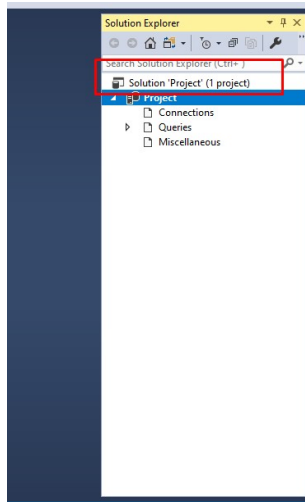 Solution Explorer
Search Solution Explorer (Ctrl+ )
Solution 'Project' (1 project)
Project
Connections
Queries
Miscellaneous